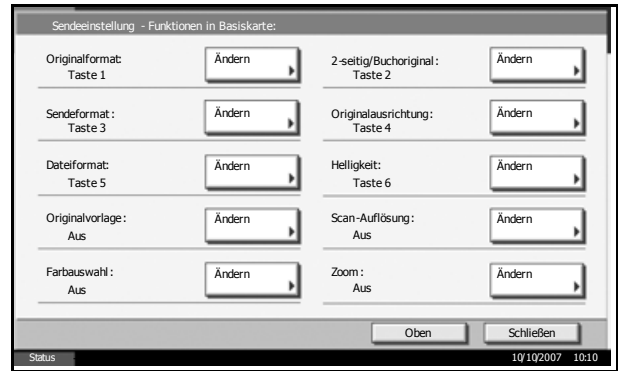 Sendeeinstellung - Funktionen in Basiskarte:
Originalformat: Ändern 2-seitig/Buchoriginal: Ändern
Taste 1 Taste 2
Sendeformat: Ändern Originalausrichtung: Ändern
Taste 3 Taste 4
Dateiformat: Ändern Helligkeit: Ändern
Taste 5 Taste 6
Originalvorlage: Ändern Scan-Auflösung: Ändern
Aus Aus
Farbauswahl: Ändern Zoom: Ändern
Aus Aus
Oben Schließen
Status 10/10/2007 10:10